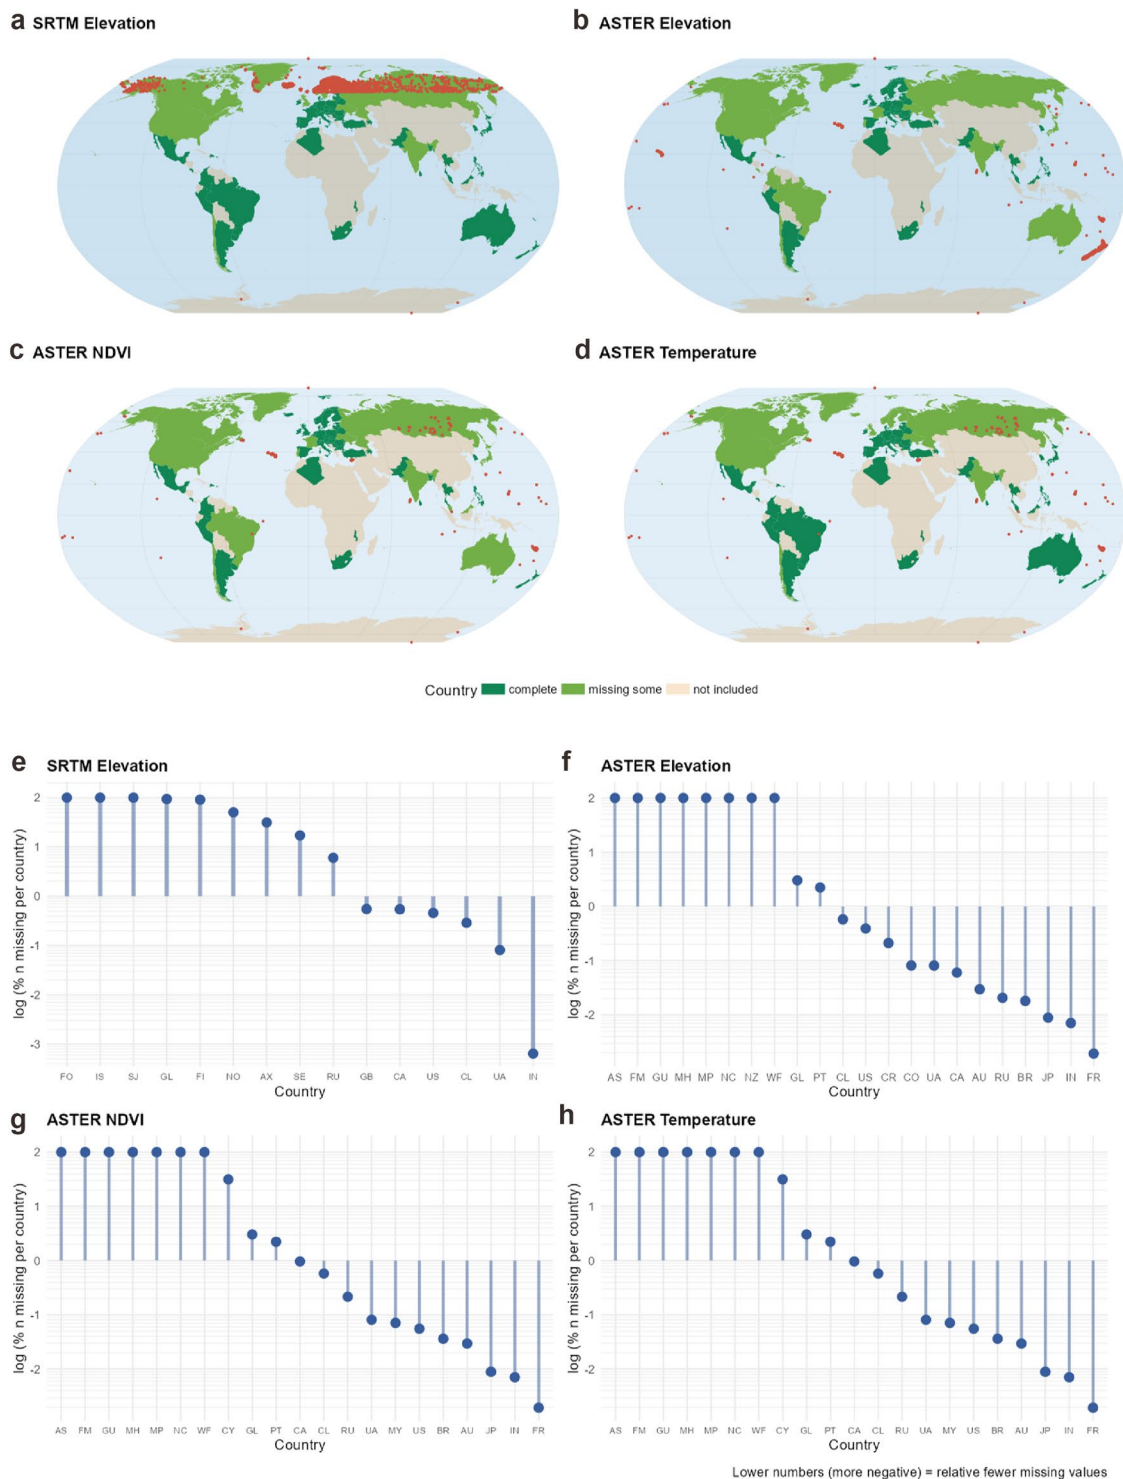 a SRTM Elevation
b ASTER Elevation
c ASTER NDVI
d ASTER Temperature
Country complete missing some not included
e SRTM Elevation
log (% n missing per country)
2
1
0
-1
-2
-3
FO IS SJ GL FI NO AX SE RU GB CA US CL UA IN
Country
f ASTER Elevation
log (% n missing per country)
2
1
0
-1
-2
AS FM GU MH MP NC NZ WF GL PT CL US CR CO UA CA AU RU BR JP IN FR
Country
g ASTER NDVI
log (% n missing per country)
2
1
0
-1
-2
AS FM GU MH MP NC WF CY GL PT CA CL RU UA MY US BR AU JP IN FR
Country
h ASTER Temperature
log (% n missing per country)
2
1
0
-1
-2
AS FM GU MH MP NC WF CY GL PT CA CL RU UA MY US BR AU JP IN FR
Country
Lower numbers (more negative) = relative fewer missing values